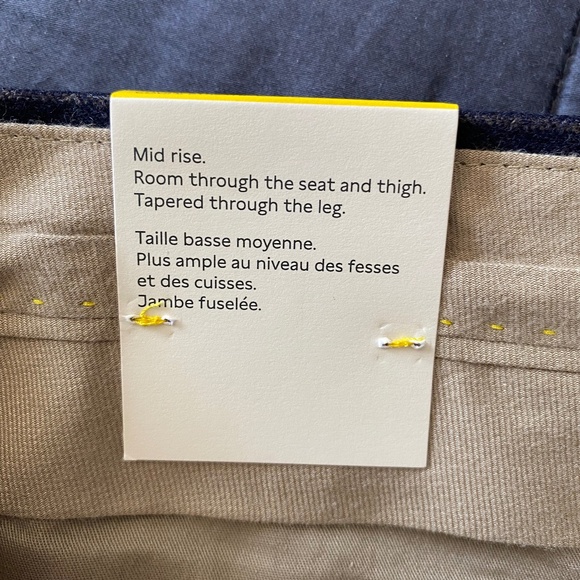 Mid rise.
Room through the seat and thigh.
Tapered through the leg.
Taille basse moyenne.
Plus ample au niveau des fesses
et des cuisses.
Jambe fuselée.